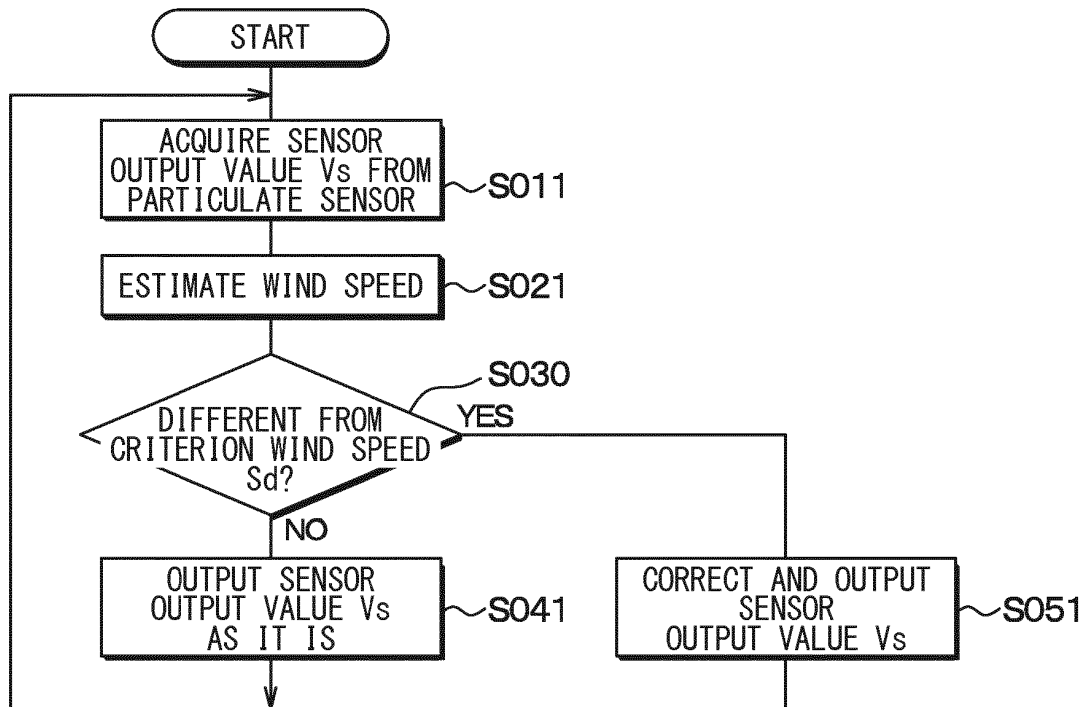 START
ACQUIRE SENSOR
OUTPUT VALUE Vs FROM
PARTICULATE SENSOR
S011
ESTIMATE WIND SPEED
S021
S030
DIFFERENT FROM
CRITERION WIND SPEED
Sd?
YES
NO
OUTPUT SENSOR
OUTPUT VALUE Vs
AS IT IS
S041
CORRECT AND OUTPUT
SENSOR
OUTPUT VALUE Vs
S051